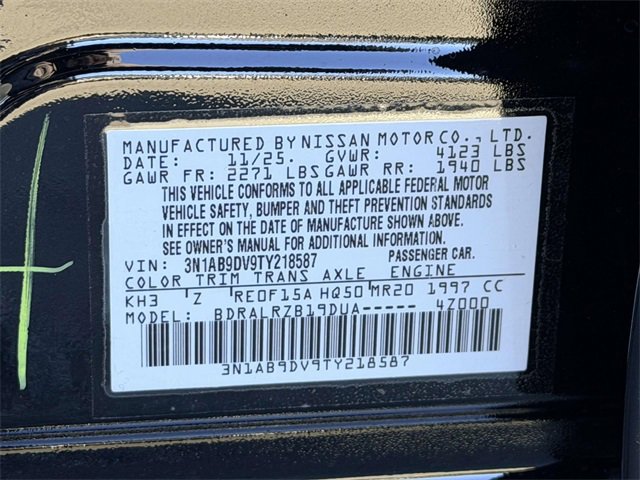 MANUFACTURED BY NISSAN MOTOR CO., LTD.
DATE: 11/25. GVWR: 4123 LBS
GAWR FR: 2271 LBS GAWR RR: 1940 LBS
THIS VEHICLE CONFORMS TO ALL APPLICABLE FEDERAL MOTOR
VEHICLE SAFETY, BUMPER AND THEFT PREVENTION STANDARDS
IN EFFECT ON THE DATE OF MANUFACTURE SHOWN ABOVE.
SEE OWNER'S MANUAL FOR ADDITIONAL INFORMATION.
VIN: 3N1AB9DV9TY218587 PASSENGER CAR.
COLOR TRIM TRANS AXLE ENGINE
KH3 Z RE0F15A HQ50 MR20 1997 CC
MODEL: BDRALRZB19DUA----- 4Z000
3N1AB9DV9TY218587